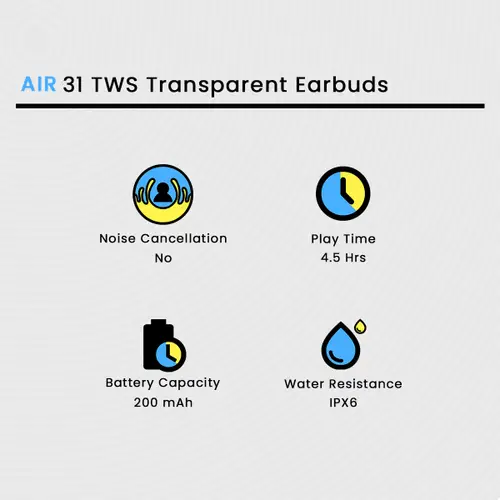 AIR 31 TWS Transparent Earbuds
Noise Cancellation
No
Play Time
4.5 Hrs
Battery Capacity
200 mAh
Water Resistance
IPX6